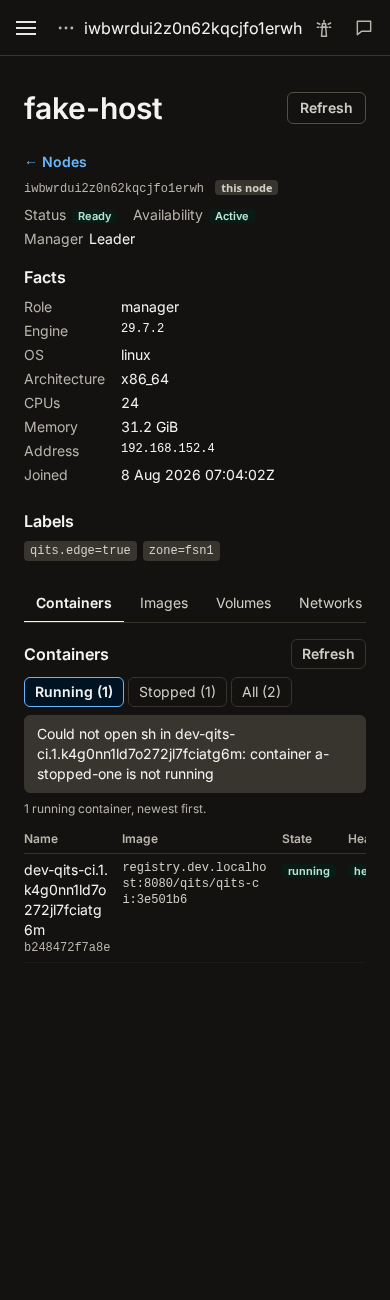 iwbwrdui2z0n62kqcjfo1erwh
fake-host
Refresh
← Nodes
iwbwrdui2z0n62kqcjfo1erwh this node
Status Ready Availability Active
Manager Leader
Facts
Role manager
Engine 29.7.2
OS linux
Architecture x86_64
CPUs 24
Memory 31.2 GiB
Address 192.168.152.4
Joined 8 Aug 2026 07:04:02Z
Labels
qits.edge=true zone=fsn1
Containers Images Volumes Networks
Containers Refresh
Running (1) Stopped (1) All (2)
Could not open sh in dev-qits-
ci.1.k4g0nn1ld7o272jl7fciatg6m: container a-
stopped-one is not running
1 running container, newest first.
Name Image State Hea
dev-qits-ci.1.
k4g0nn1ld7o
272jl7fciatg
6m
b248472f7a8e
registry.dev.localho
st:8080/qits/qits-c
i:3e501b6
running he